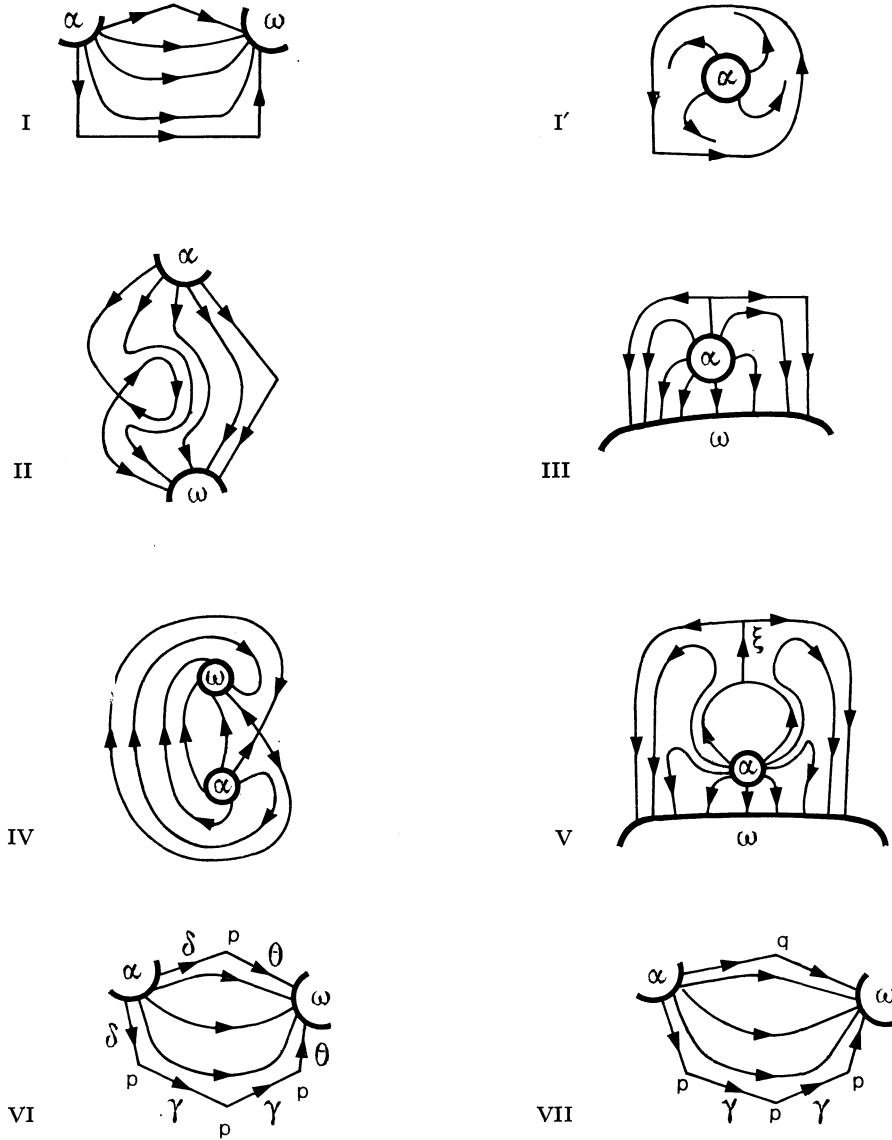 α ω
I I′ α
α
II ω III α ω
ω
α
IV V ξ α ω
δ p θ
α ω
δ θ
p γ γ p
p
VI
q
α ω
p γ p γ p
VII